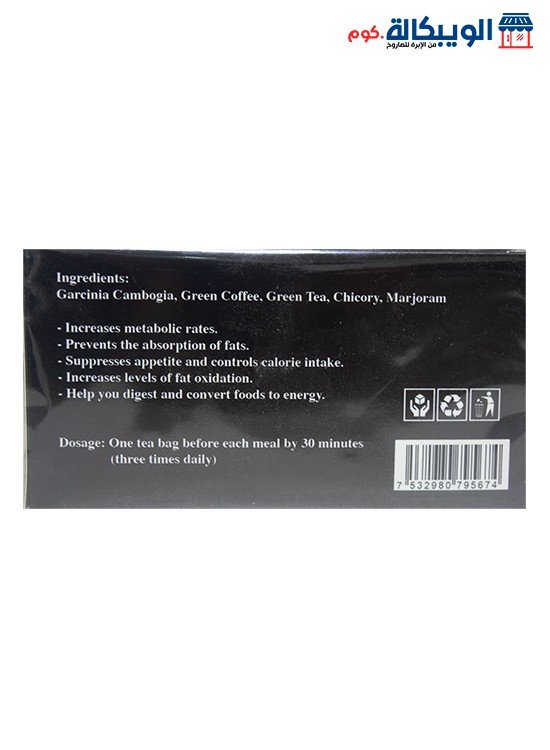 الويبكالة.كوم
من الإبرة للصاروخ
Ingredients:
Garcinia Cambogia, Green Coffee, Green Tea, Chicory, Marjoram
- Increases metabolic rates.
- Prevents the absorption of fats.
- Suppresses appetite and controls calorie intake.
- Increases levels of fat oxidation.
- Help you digest and convert foods to energy.
Dosage: One tea bag before each meal by 30 minutes
(three times daily)
7 532980 795674